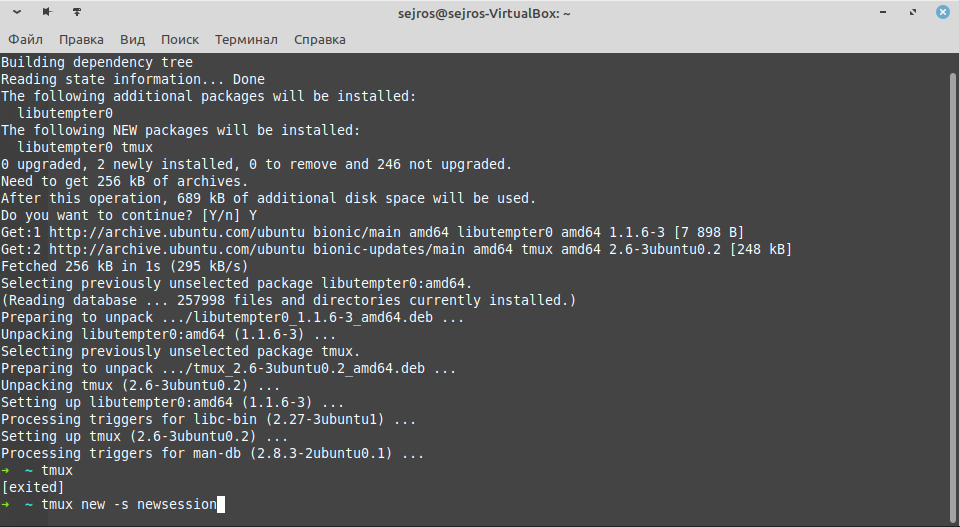 sejros@sejros-VirtualBox: ~
Файл Правка Вид Поиск Терминал Справка
Building dependency tree
Reading state information... Done
The following additional packages will be installed:
  libutempter0
The following NEW packages will be installed:
  libutempter0 tmux
0 upgraded, 2 newly installed, 0 to remove and 246 not upgraded.
Need to get 256 kB of archives.
After this operation, 689 kB of additional disk space will be used.
Do you want to continue? [Y/n] Y
Get:1 http://archive.ubuntu.com/ubuntu bionic/main amd64 libutempter0 amd64 1.1.6-3 [7 898 B]
Get:2 http://archive.ubuntu.com/ubuntu bionic-updates/main amd64 tmux amd64 2.6-3ubuntu0.2 [248 kB]
Fetched 256 kB in 1s (295 kB/s)
Selecting previously unselected package libutempter0:amd64.
(Reading database ... 257998 files and directories currently installed.)
Preparing to unpack .../libutempter0_1.1.6-3_amd64.deb ...
Unpacking libutempter0:amd64 (1.1.6-3) ...
Selecting previously unselected package tmux.
Preparing to unpack .../tmux_2.6-3ubuntu0.2_amd64.deb ...
Unpacking tmux (2.6-3ubuntu0.2) ...
Setting up libutempter0:amd64 (1.1.6-3) ...
Processing triggers for libc-bin (2.27-3ubuntu1) ...
Setting up tmux (2.6-3ubuntu0.2) ...
Processing triggers for man-db (2.8.3-2ubuntu0.1) ...
➜  ~ tmux
[exited]
➜  ~ tmux new -s newsession